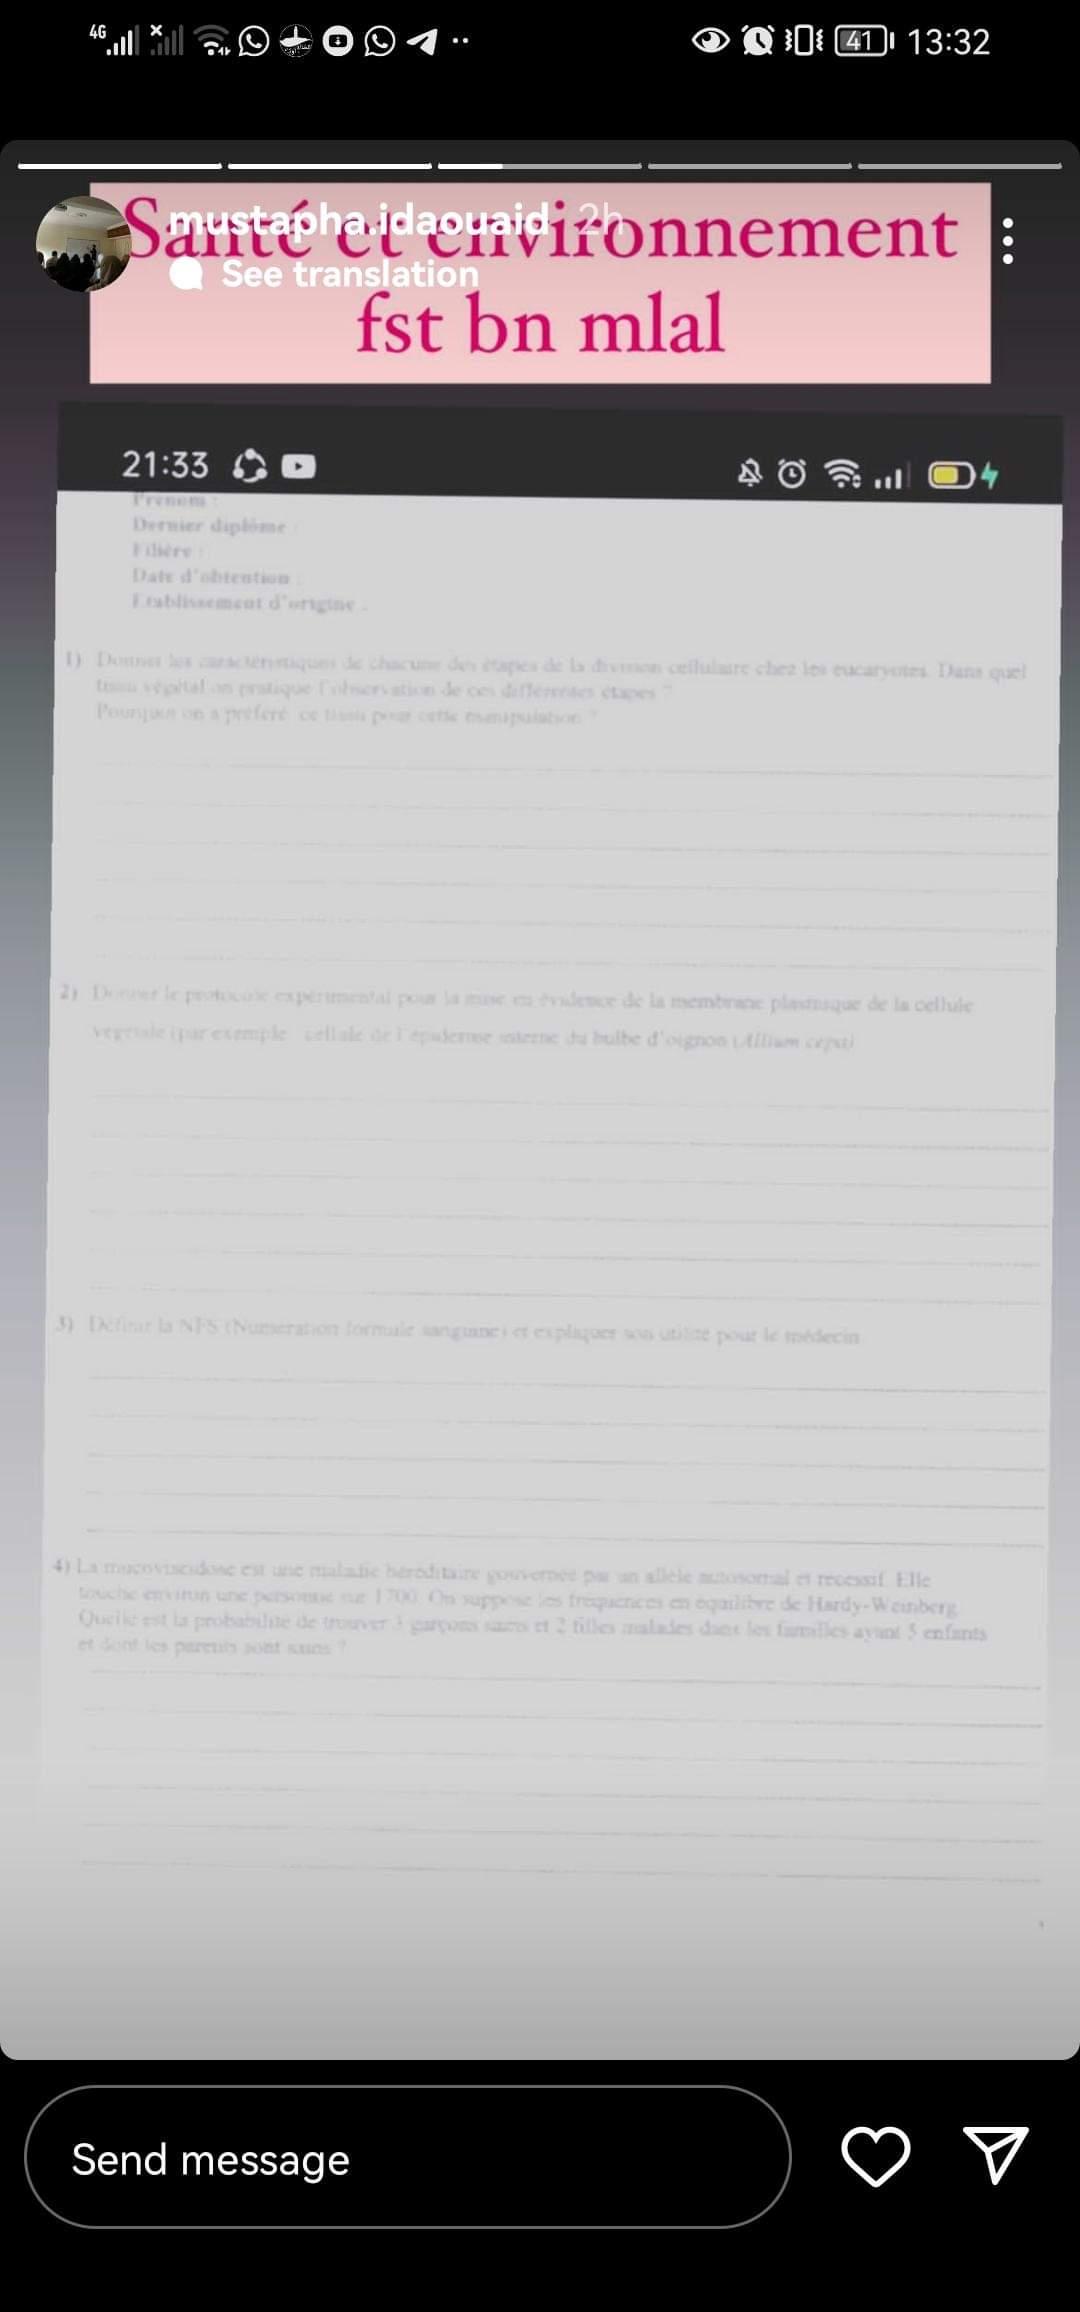 4G 41 13:32
Santé et environnement
mustapha.idaouaid 2h
See translation
fst bn mlal
21:33
Prenom :
Dernier diplôme :
Filière :
Date d'obtention :
Etablissement d'origine :
1) Donner les caractéristiques de chacune des étapes de la division cellulaire chez les eucaryotes. Dans quel
tissu végétal on pratique l'observation de ces différentes étapes ?
Pourquoi on a préféré ce tissu pour cette manipulation ?
2) Donner le protocole expérimental pour la mise en évidence de la membrane plasmique de la cellule
vegetale (par exemple cellule de l'épiderme interne du bulbe d'oignon (Allium cepa)
3) Définir la NFS (Numeration formule sanguine) et expliquer son utilité pour le médecin
4) La mucoviscidose est une maladie héréditaire gouvernée par un allèle autosomal et recessif. Elle
touche environ une personne sur 1700. On suppose les fréquences en équilibre de Hardy-Weinberg.
Quelle est la probabilité de trouver 3 garçons sains et 2 filles malades dans les familles ayant 5 enfants
et dont les parents sont sains ?
Send message